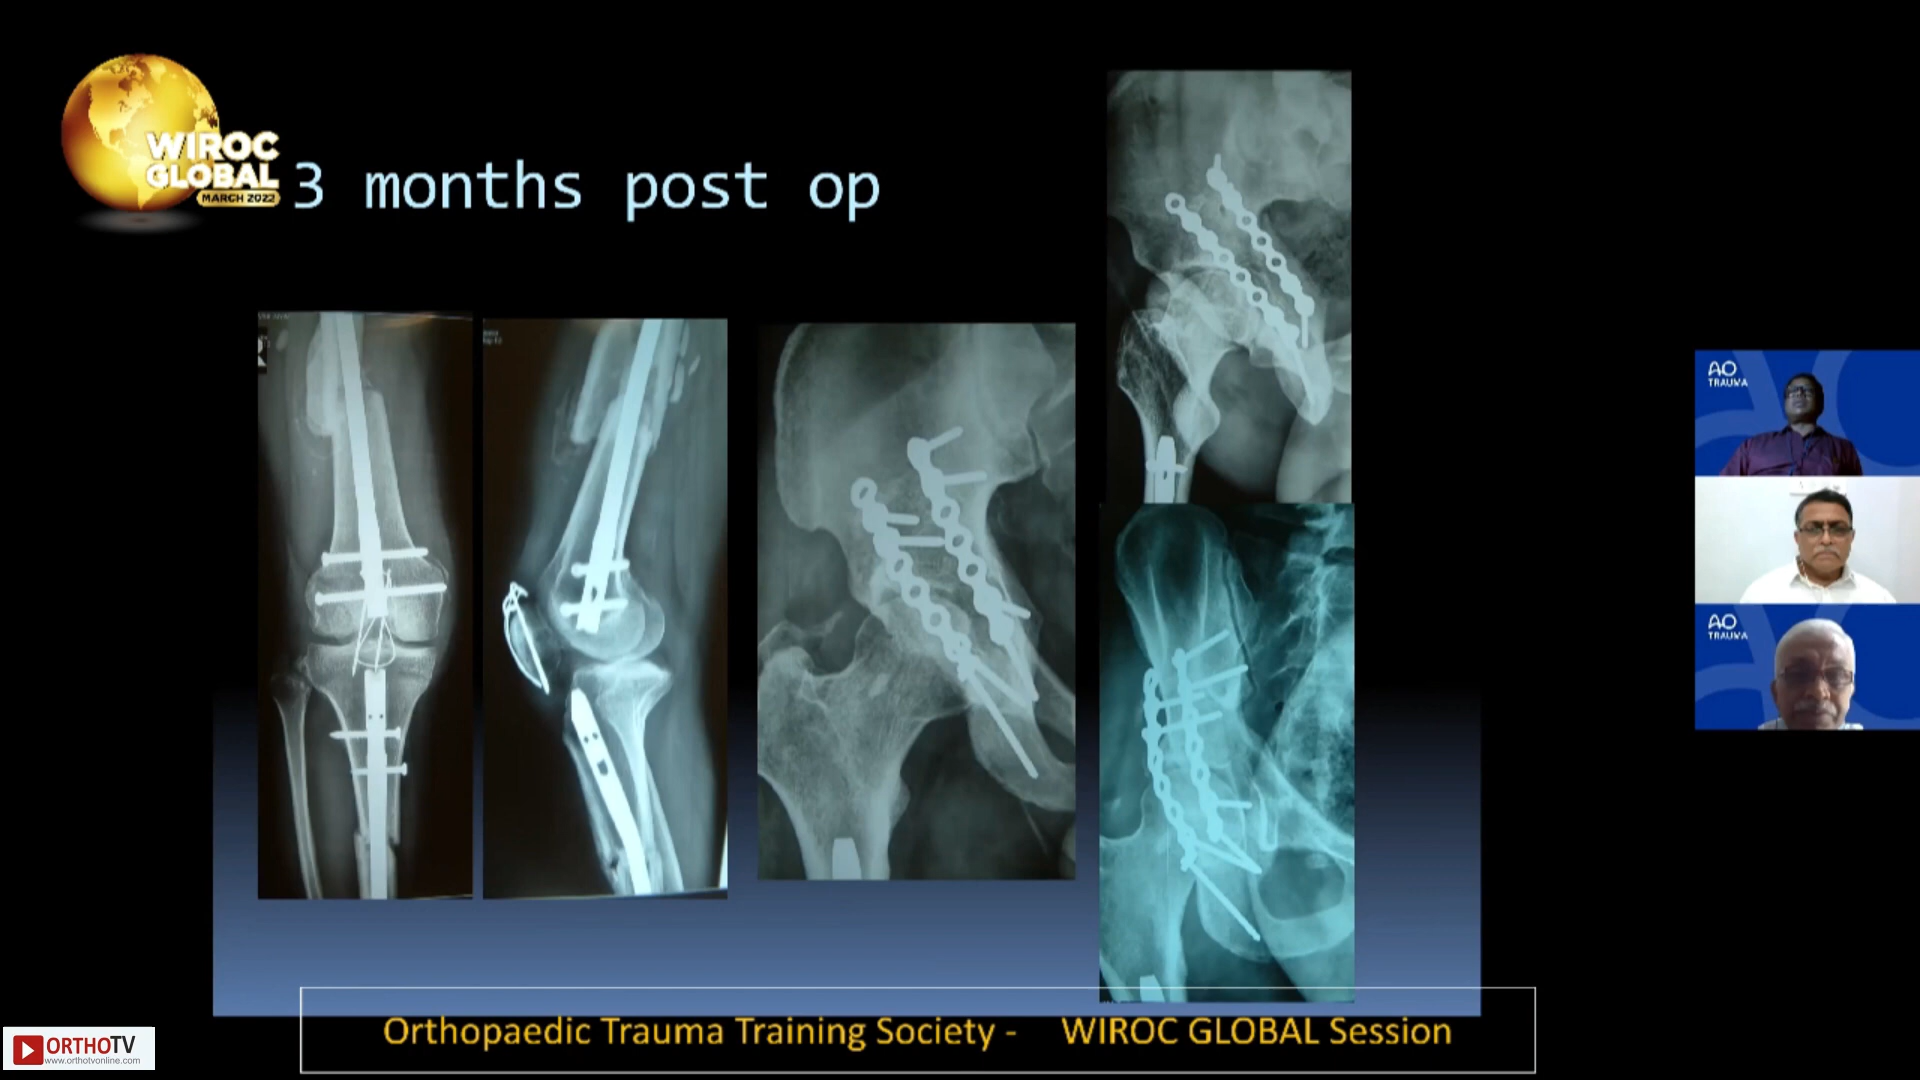 WIROC
GLOBAL
MARCH 2022
3 months post op
R
AO
TRAUMA
AO
TRAUMA
Orthopaedic Trauma Training Society - WIROC GLOBAL Session
ORTHOTV
www.orthotvonline.com